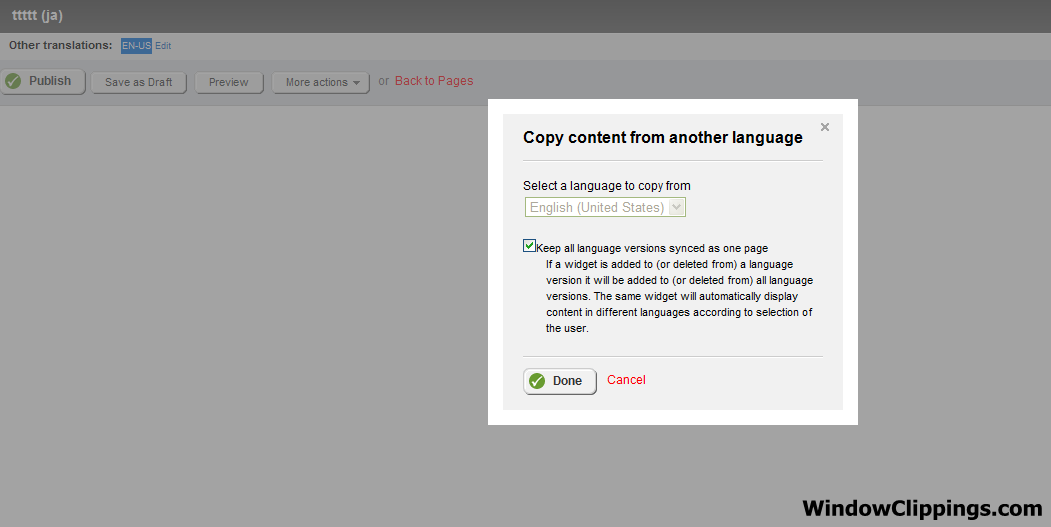 ttttt (ja)
Other translations: EN-US Edit
Publish Save as Draft Preview More actions or Back to Pages
Copy content from another language
Select a language to copy from
English (United States)
Keep all language versions synced as one page
If a widget is added to (or deleted from) a language
version it will be added to (or deleted from) all language
versions. The same widget will automatically display
content in different languages according to selection of
the user.
Done Cancel
WindowClippings.com